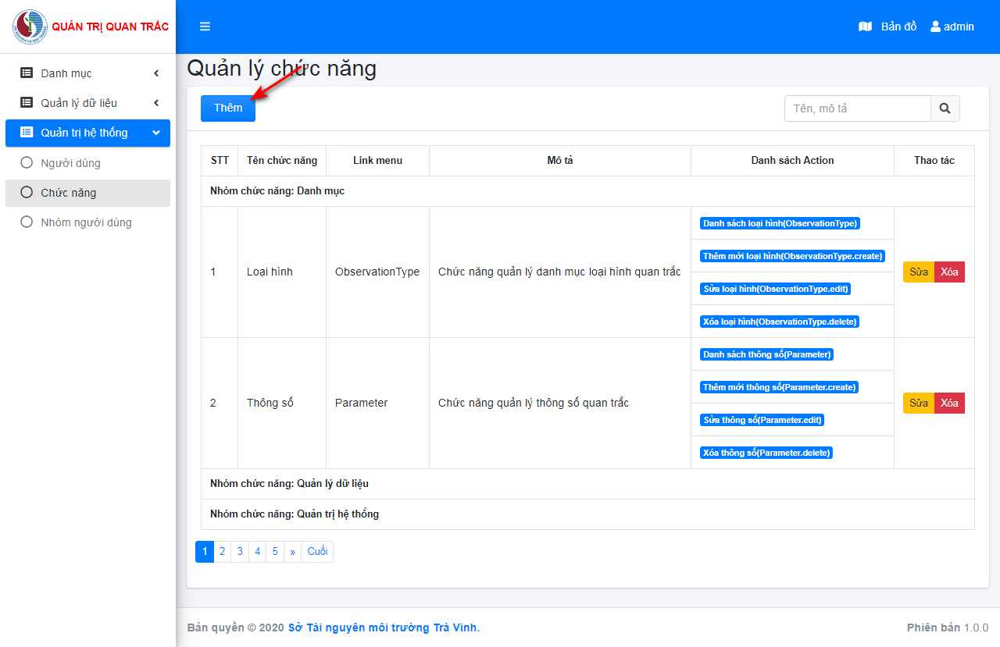 QUẢN TRỊ QUAN TRẮC
Bản đồ admin
Danh mục
Quản lý dữ liệu
Quản trị hệ thống
Người dùng
Chức năng
Nhóm người dùng
Quản lý chức năng
Thêm
Tên, mô tả
STT Tên chức năng Link menu Mô tả Danh sách Action Thao tác
Nhóm chức năng: Danh mục
1 Loại hình ObservationType Chức năng quản lý danh mục loại hình quan trắc
Danh sách loại hình(ObservationType)
Thêm mới loại hình(ObservationType.create)
Sửa loại hình(ObservationType.edit)
Xóa loại hình(ObservationType.delete)
Sửa Xóa
2 Thông số Parameter Chức năng quản lý thông số quan trắc
Danh sách thông số(Parameter)
Thêm mới thông số(Parameter.create)
Sửa thông số(Parameter.edit)
Xóa thông số(Parameter.delete)
Sửa Xóa
Nhóm chức năng: Quản lý dữ liệu
Nhóm chức năng: Quản trị hệ thống
1 2 3 4 5 » Cuối
Bản quyền © 2020 Sở Tài nguyên môi trường Trà Vinh.
Phiên bản 1.0.0